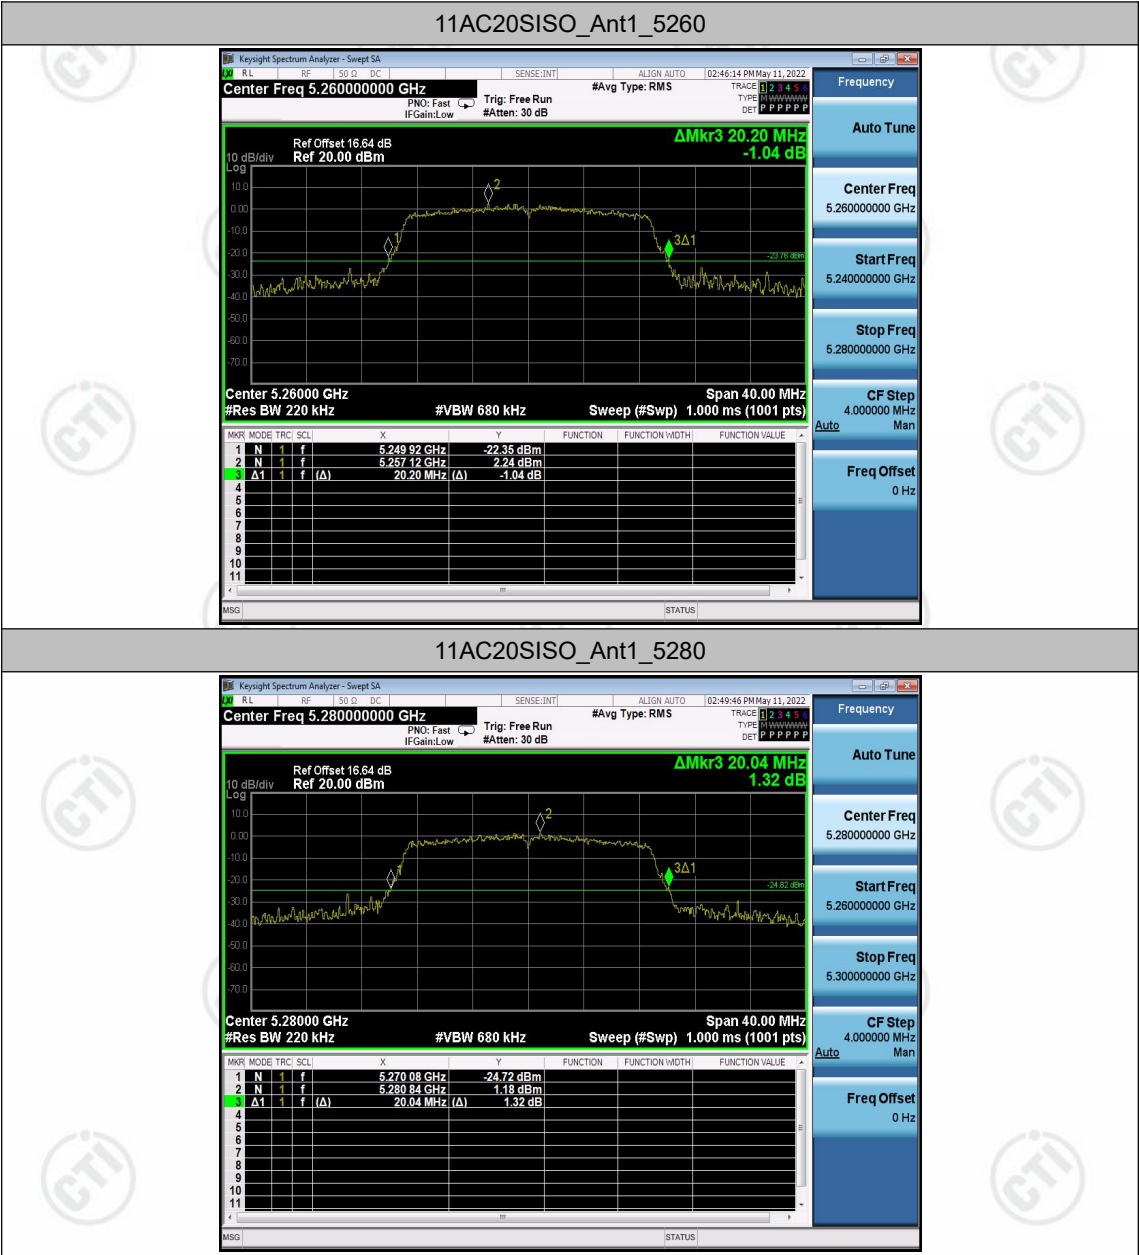 11AC20SISO_Ant1_5260
Keysight Spectrum Analyzer - Swept SA
RL RF 50 Ω DC SENSE:INT ALIGN AUTO 02:46:14 PM May 11, 2022
Center Freq 5.260000000 GHz #Avg Type: RMS TRACE 1 2 3 4 5 6
PNO: Fast Trig: Free Run TYPE M WWWWW
IFGain:Low #Atten: 30 dB DET P P P P P P
Frequency
Auto Tune
Center Freq
5.260000000 GHz
Start Freq
5.240000000 GHz
Stop Freq
5.280000000 GHz
CF Step
4.000000 MHz
Auto Man
Freq Offset
0 Hz
ΔMkr3 20.20 MHz
-1.04 dB
Ref Offset 16.64 dB
10 dB/div Ref 20.00 dBm
Log
10.0
0.00
-10.0
-20.0
-30.0
-40.0
-50.0
-60.0
-70.0
2
1
3Δ1
-23.76 dBm
Center 5.26000 GHz Span 40.00 MHz
#Res BW 220 kHz #VBW 680 kHz Sweep (#Swp) 1.000 ms (1001 pts)
MKR MODE TRC SCL X Y FUNCTION FUNCTION WIDTH FUNCTION VALUE
1 N 1 f 5.249 92 GHz -22.35 dBm
2 N 1 f 5.257 12 GHz 2.24 dBm
3 Δ1 1 f (Δ) 20.20 MHz (Δ) -1.04 dB
4
5
6
7
8
9
10
11
MSG STATUS
11AC20SISO_Ant1_5280
Keysight Spectrum Analyzer - Swept SA
RL RF 50 Ω DC SENSE:INT ALIGN AUTO 02:49:46 PM May 11, 2022
Center Freq 5.280000000 GHz #Avg Type: RMS TRACE 1 2 3 4 5 6
PNO: Fast Trig: Free Run TYPE M WWWWW
IFGain:Low #Atten: 30 dB DET P P P P P P
Frequency
Auto Tune
Center Freq
5.280000000 GHz
Start Freq
5.260000000 GHz
Stop Freq
5.300000000 GHz
CF Step
4.000000 MHz
Auto Man
Freq Offset
0 Hz
ΔMkr3 20.04 MHz
1.32 dB
Ref Offset 16.64 dB
10 dB/div Ref 20.00 dBm
Log
10.0
0.00
-10.0
-20.0
-30.0
-40.0
-50.0
-60.0
-70.0
2
1
3Δ1
-24.82 dBm
Center 5.28000 GHz Span 40.00 MHz
#Res BW 220 kHz #VBW 680 kHz Sweep (#Swp) 1.000 ms (1001 pts)
MKR MODE TRC SCL X Y FUNCTION FUNCTION WIDTH FUNCTION VALUE
1 N 1 f 5.270 08 GHz -24.72 dBm
2 N 1 f 5.280 84 GHz 1.18 dBm
3 Δ1 1 f (Δ) 20.04 MHz (Δ) 1.32 dB
4
5
6
7
8
9
10
11
MSG STATUS
CTI
CTI
CTI
CTI
CTI
CTI
CTI
CTI